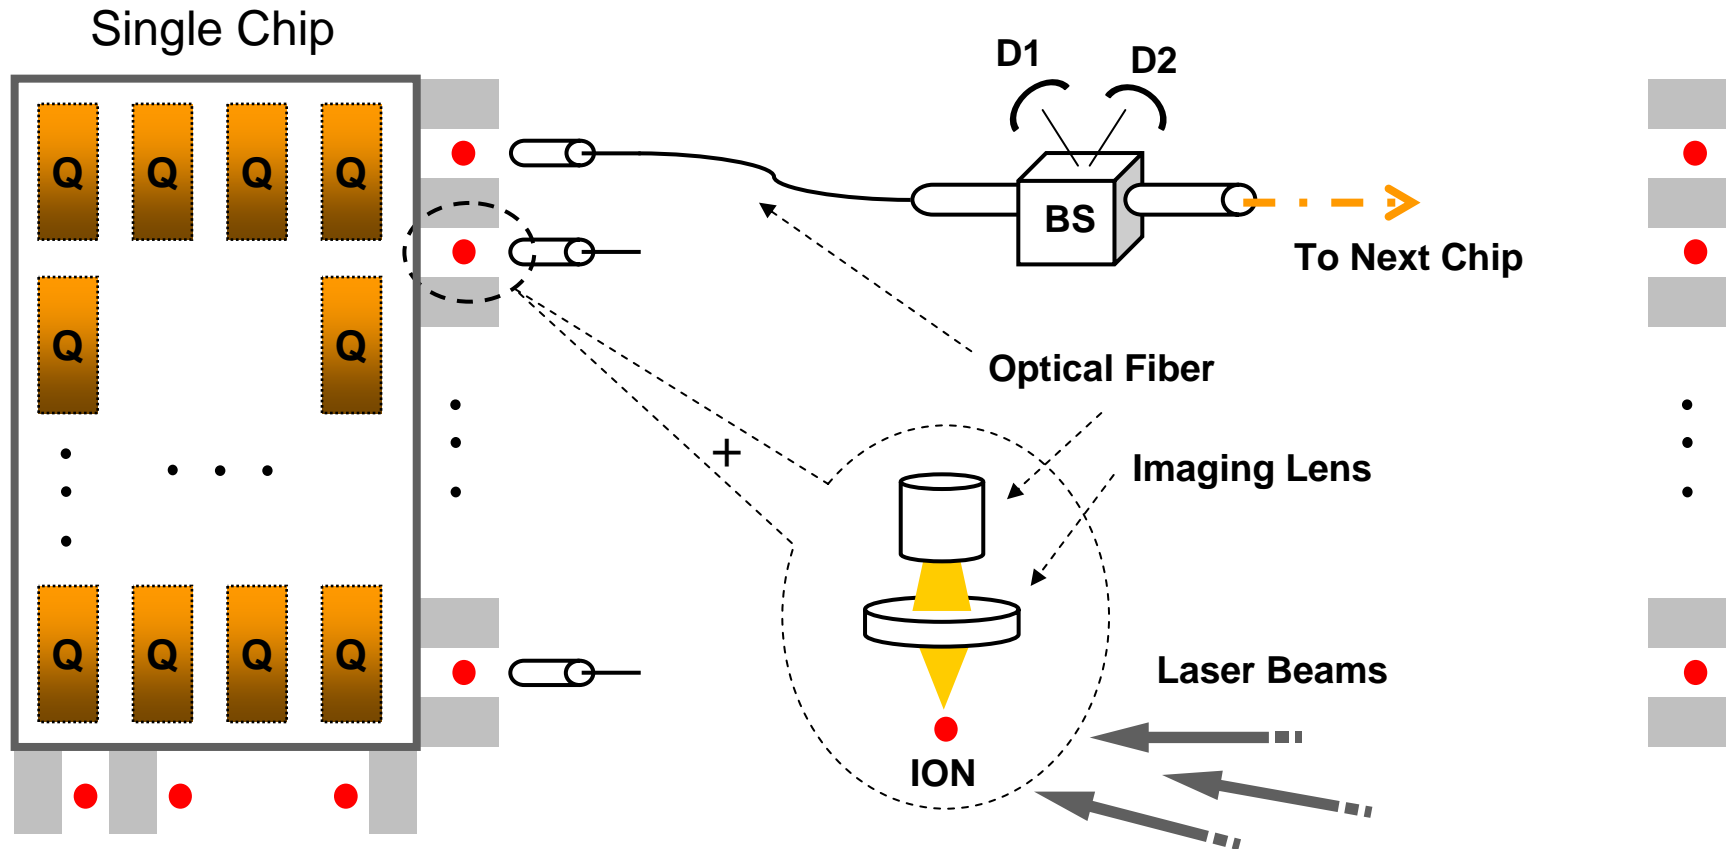 Single Chip
D1
D2
Q Q Q Q
BS
To Next Chip
Q Q
Optical Fiber
+
Imaging Lens
Q Q Q Q
Laser Beams
ION